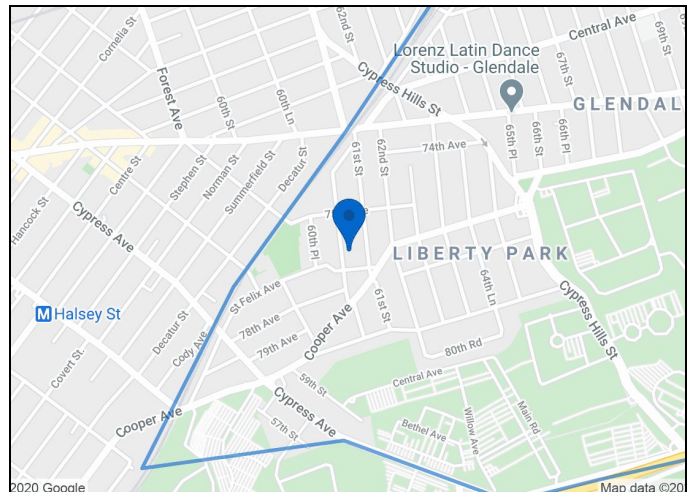 62nd St
Central Ave
69th St
Cornelia St
Lorenz Latin Dance
Studio - Glendale
67th St
Forest Ave
Cypress Hills St
60th St
60th Ln
GLENDAL
65th Pl
66th St
66th Pl
61st St
62nd St
74th Ave
Centre St
Stephen St
Norman St
Summerfield St
Decatur St
Hancock St
Cypress Ave
60th Pl
LIBERTY PARK
St Felix Ave
61st St
64th Ln
Cypress Hills St
M Halsey St
Decatur St
Cody Ave
78th Ave
79th Ave
Cooper Ave
80th Rd
Covert St.
59th St
Central Ave
Cooper Ave
Cypress Ave
57th St
Bethel Ave
Willow Ave
Main Rd
2020 Google
Map data ©20